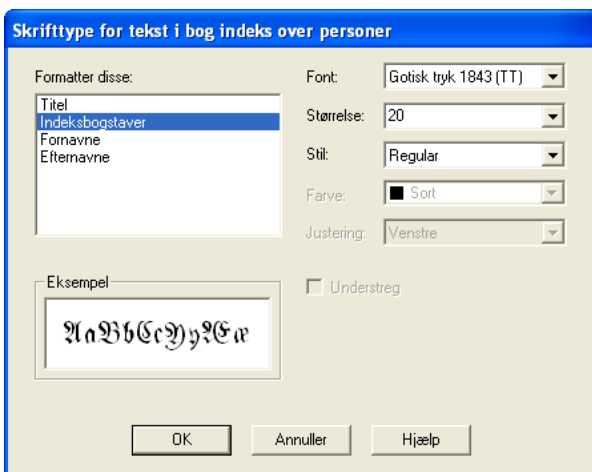 Skrifttype for tekst i bog indeks over personer
Formatter disse:
Titel
Indeksbogstaver
Fornavne
Efternavne
Font: Gotisk tryk 1843 (TT)
Størrelse: 20
Stil: Regular
Farve: Sort
Justering: Venstre
Eksempel
AaBbCcYyÆæ
Understreg
OK Annuller Hjælp